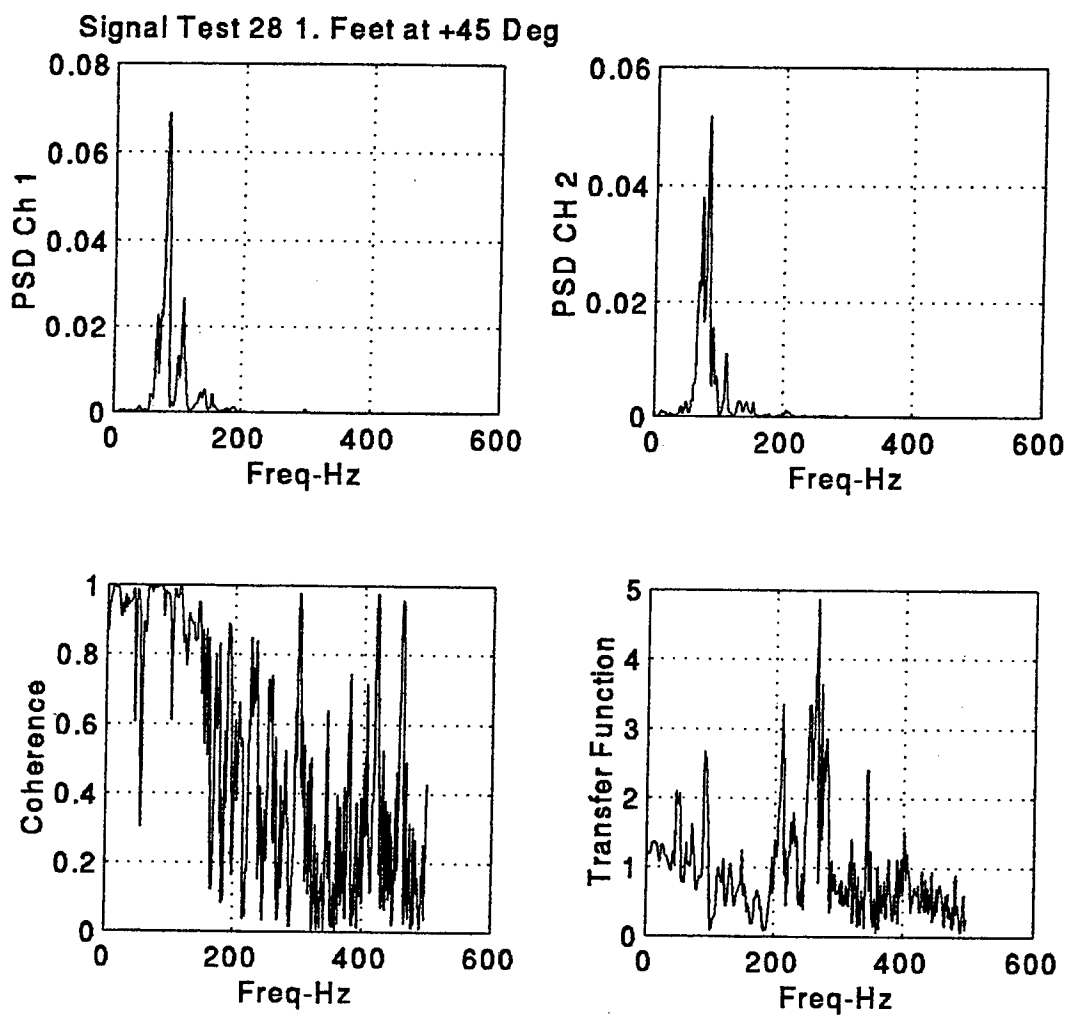 Signal Test 28 1. Feet at +45 Deg
0.08
0.06
0.04
0.02
0
PSD Ch 1
0 200 400 600
Freq-Hz
0.06
0.04
0.02
0
PSD CH 2
0 200 400 600
Freq-Hz
1
0.8
0.6
0.4
0.2
0
Coherence
0 200 400 600
Freq-Hz
5
4
3
2
1
0
Transfer Function
0 200 400 600
Freq-Hz